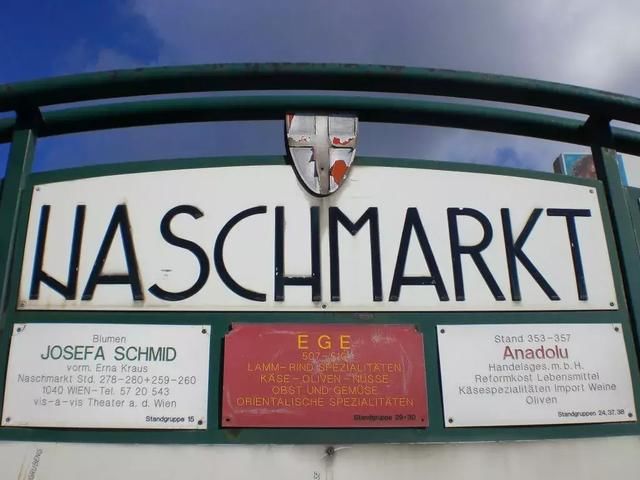 NASCHMARKT
Blumen
JOSEFA SCHMID
vorm. Erna Kraus
Naschmarkt Std. 278-280+259-260
1040 WIEN-Tel. 57 20 543
vis-a-vis Theater a. d. Wien
Standgruppe 15
EGE
LAMM-RIND SPEZIALITÄTEN
KÄSE-OLIVEN-NÜSSE
OBST UND GEMÜSE
ORIENTALISCHE SPEZIALITÄTEN
Standgruppe 29+30
Stand 353-357
Anadolu
Handelsges. m. b. H.
Reformkost Lebensmittel
Käsespezialitäten Import Weine
Oliven
Standgruppen 24, 37, 38